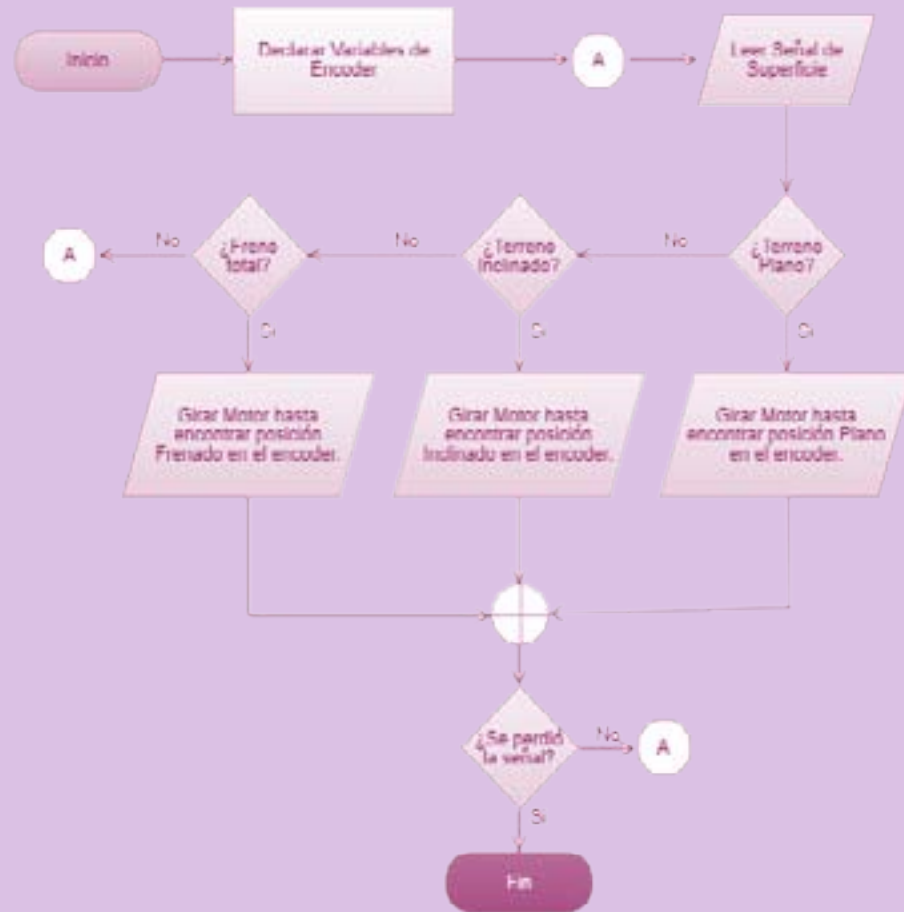 Inicio
Declarar Variables de
Encoder
A
Leer Señal de
Superficie
A
No
¿Freno
total?
No
¿Terreno
Inclinado?
No
¿Terreno
Plano?
Si
Si
Si
Girar Motor hasta
encontrar posición
Frenado en el encoder.
Girar Motor hasta
encontrar posición
Inclinado en el encoder.
Girar Motor hasta
encontrar posición Plano
en el encoder.
¿Se perdió
la señal?
No
A
Si
Fin